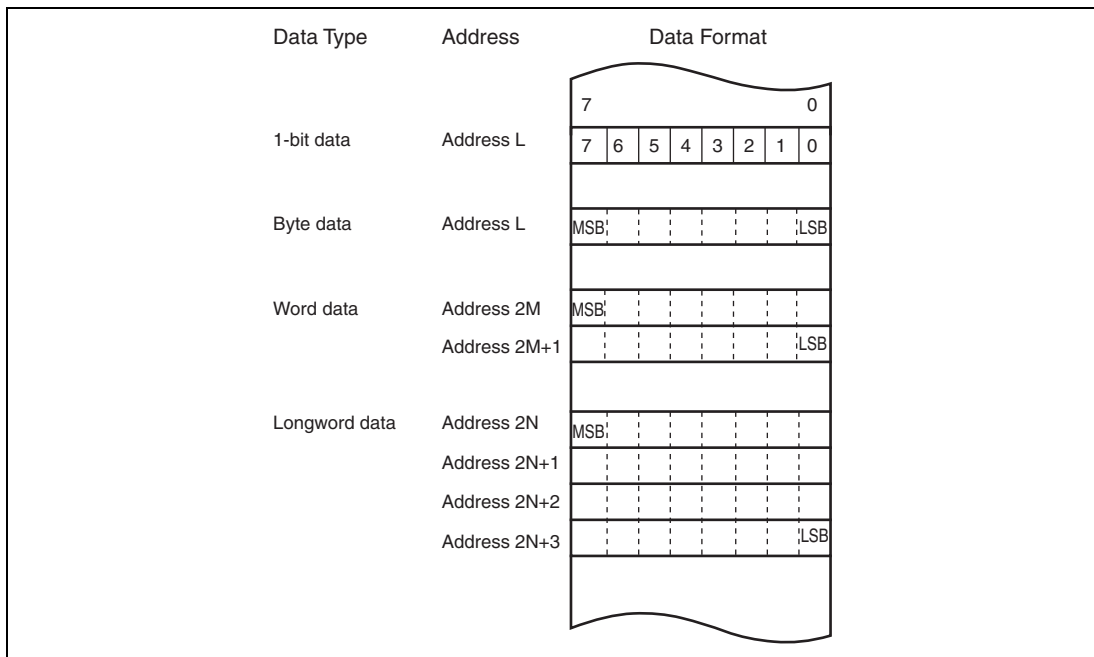 Data Type Address Data Format
7 0
1-bit data Address L 7 6 5 4 3 2 1 0
Byte data Address L MSB LSB
Word data Address 2M MSB
Address 2M+1 LSB
Longword data Address 2N MSB
Address 2N+1
Address 2N+2
Address 2N+3 LSB